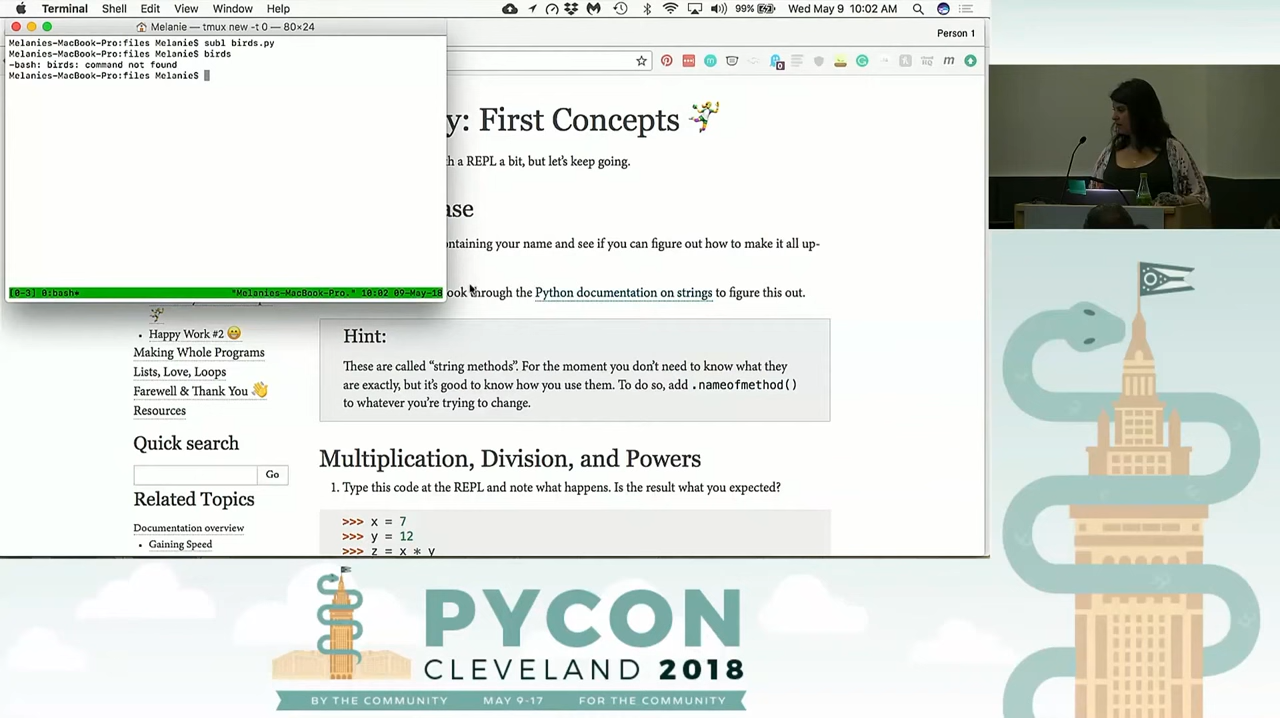 Terminal Shell Edit View Window Help 99% Wed May 9 10:02 AM
Melanie — tmux new -t 0 — 80×24
Melanies-MacBook-Pro:files Melanie$ subl birds.py
Melanies-MacBook-Pro:files Melanie$ birds
-bash: birds: command not found
Melanies-MacBook-Pro:files Melanie$
[0-3] 0:bash* "Melanies-MacBook-Pro." 10:02 09-May-18
Person 1
y: First Concepts
h a REPL a bit, but let's keep going.
ase
ontaining your name and see if you can figure out how to make it all up-
ook through the Python documentation on strings to figure this out.
Hint:
These are called “string methods”. For the moment you don't need to know what they
are exactly, but it's good to know how you use them. To do so, add .nameofmethod()
to whatever you're trying to change.
Multiplication, Division, and Powers
1. Type this code at the REPL and note what happens. Is the result what you expected?
>>> x = 7
>>> y = 12
>>> z = x * y
• Happy Work #2
Making Whole Programs
Lists, Love, Loops
Farewell & Thank You
Resources
Quick search
Go
Related Topics
Documentation overview
• Gaining Speed
PYCON
CLEVELAND 2018
BY THE COMMUNITY MAY 9-17 FOR THE COMMUNITY